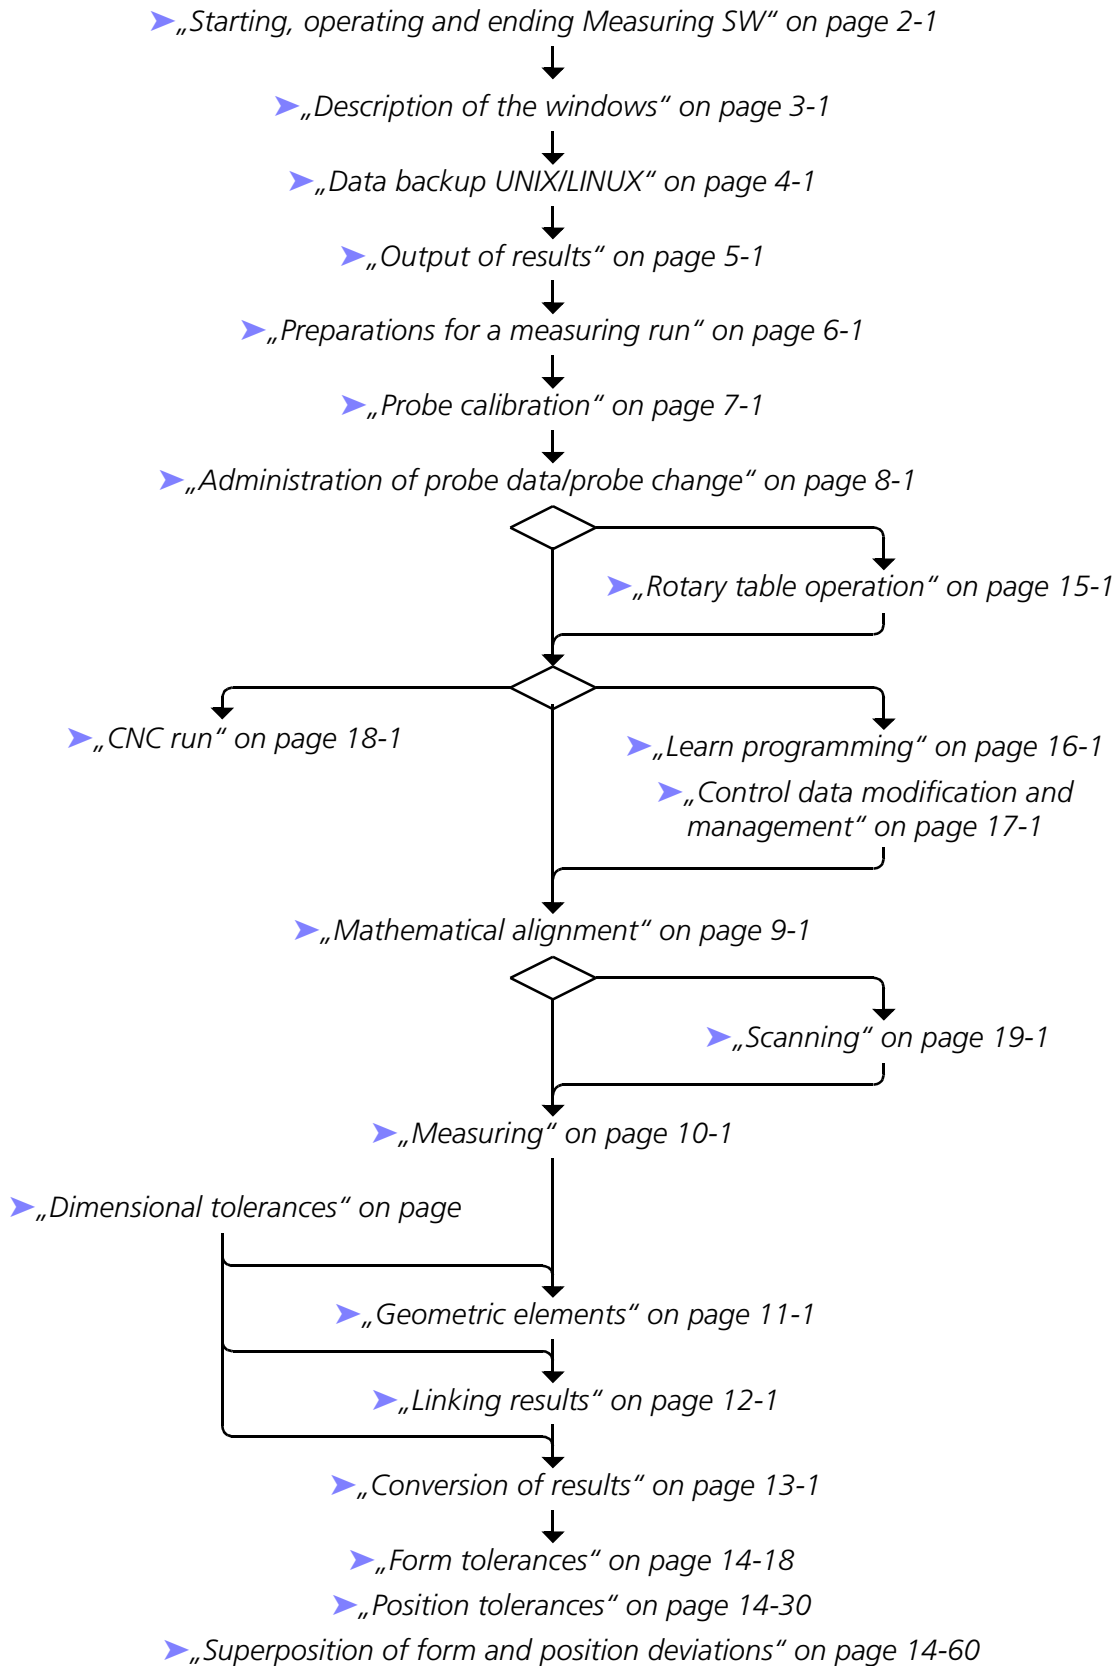 ➤ „Starting, operating and ending Measuring SW“ on page 2-1
➤ „Description of the windows“ on page 3-1
➤ „Data backup UNIX/LINUX“ on page 4-1
➤ „Output of results“ on page 5-1
➤ „Preparations for a measuring run“ on page 6-1
➤ „Probe calibration“ on page 7-1
➤ „Administration of probe data/probe change“ on page 8-1
➤ „Rotary table operation“ on page 15-1
➤ „CNC run“ on page 18-1
➤ „Learn programming“ on page 16-1
➤ „Control data modification and
management“ on page 17-1
➤ „Mathematical alignment“ on page 9-1
➤ „Scanning“ on page 19-1
➤ „Measuring“ on page 10-1
➤ „Dimensional tolerances“ on page
➤ „Geometric elements“ on page 11-1
➤ „Linking results“ on page 12-1
➤ „Conversion of results“ on page 13-1
➤ „Form tolerances“ on page 14-18
➤ „Position tolerances“ on page 14-30
➤ „Superposition of form and position deviations“ on page 14-60